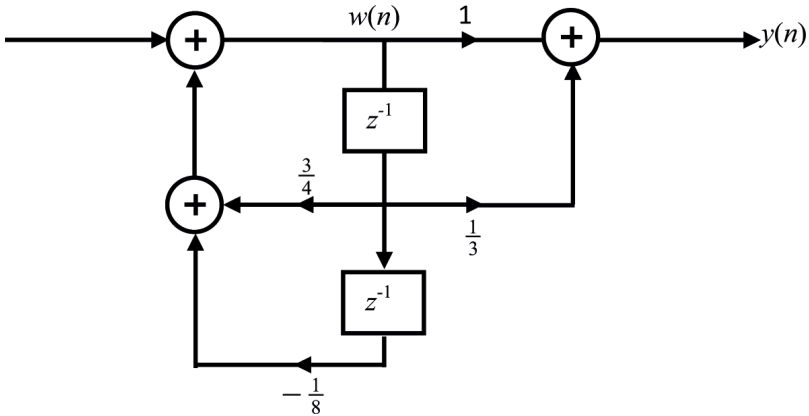 w(n)
1
+
+
y(n)
z⁻¹
3/4
+
1/3
z⁻¹
− 1/8